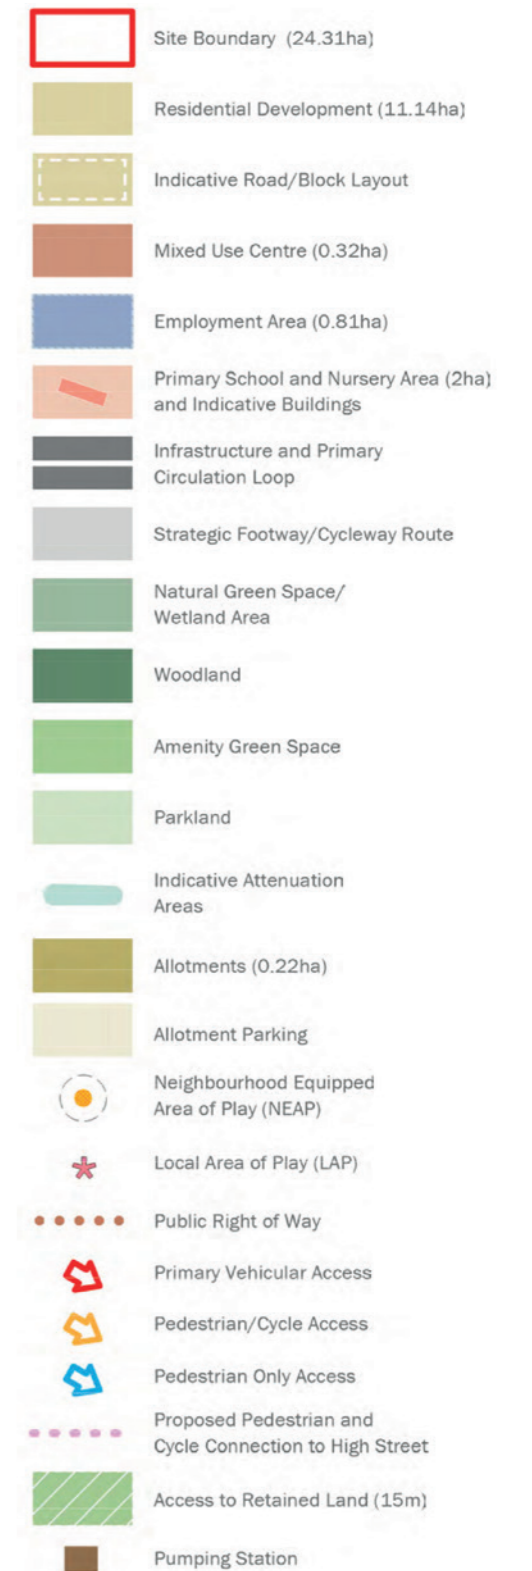 Site Boundary (24.31ha)
Residential Development (11.14ha)
Indicative Road/Block Layout
Mixed Use Centre (0.32ha)
Employment Area (0.81ha)
Primary School and Nursery Area (2ha)
and Indicative Buildings
Infrastructure and Primary
Circulation Loop
Strategic Footway/Cycleway Route
Natural Green Space/
Wetland Area
Woodland
Amenity Green Space
Parkland
Indicative Attenuation
Areas
Allotments (0.22ha)
Allotment Parking
Neighbourhood Equipped
Area of Play (NEAP)
Local Area of Play (LAP)
Public Right of Way
Primary Vehicular Access
Pedestrian/Cycle Access
Pedestrian Only Access
Proposed Pedestrian and
Cycle Connection to High Street
Access to Retained Land (15m)
Pumping Station